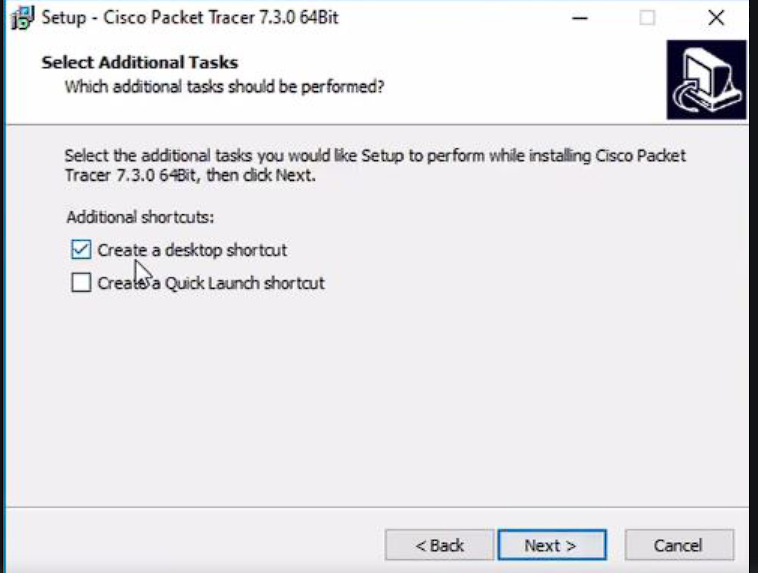 Setup - Cisco Packet Tracer 7.3.0 64Bit
Select Additional Tasks
Which additional tasks should be performed?
Select the additional tasks you would like Setup to perform while installing Cisco Packet
Tracer 7.3.0 64Bit, then click Next.
Additional shortcuts:
Create a desktop shortcut
Create a Quick Launch shortcut
< Back
Next >
Cancel